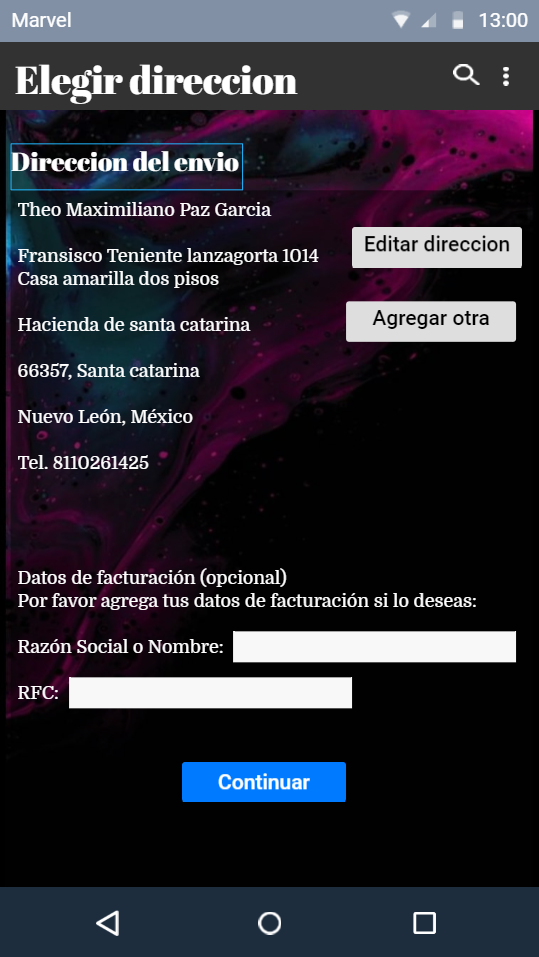 Marvel 13:00
Elegir direccion
Direccion del envio
Theo Maximiliano Paz Garcia
Fransisco Teniente lanzagorta 1014
Casa amarilla dos pisos
Editar direccion
Hacienda de santa catarina
Agregar otra
66357, Santa catarina
Nuevo León, México
Tel. 8110261425
Datos de facturación (opcional)
Por favor agrega tus datos de facturación si lo deseas:
Razón Social o Nombre:
RFC:
Continuar